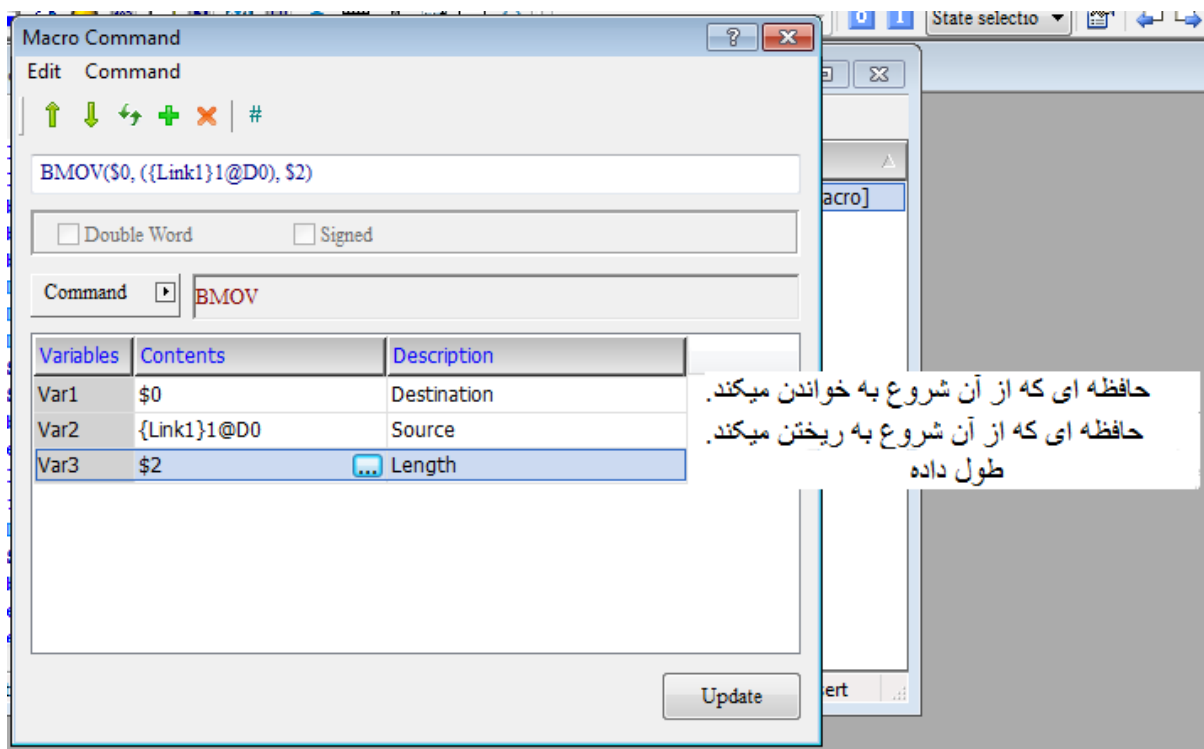 State selectio
Macro Command
Edit Command
#
BMOV($0, ({Link1}1@D0), $2)
acro]
Double Word Signed
Command BMOV
Variables Contents Description
Var1 $0 Destination
حافظه ای که از آن شروع به خواندن میکند.
Var2 {Link1}1@D0 Source
حافظه ای که از آن شروع به ریختن میکند.
Var3 $2 ... Length
طول داده
Update
ert